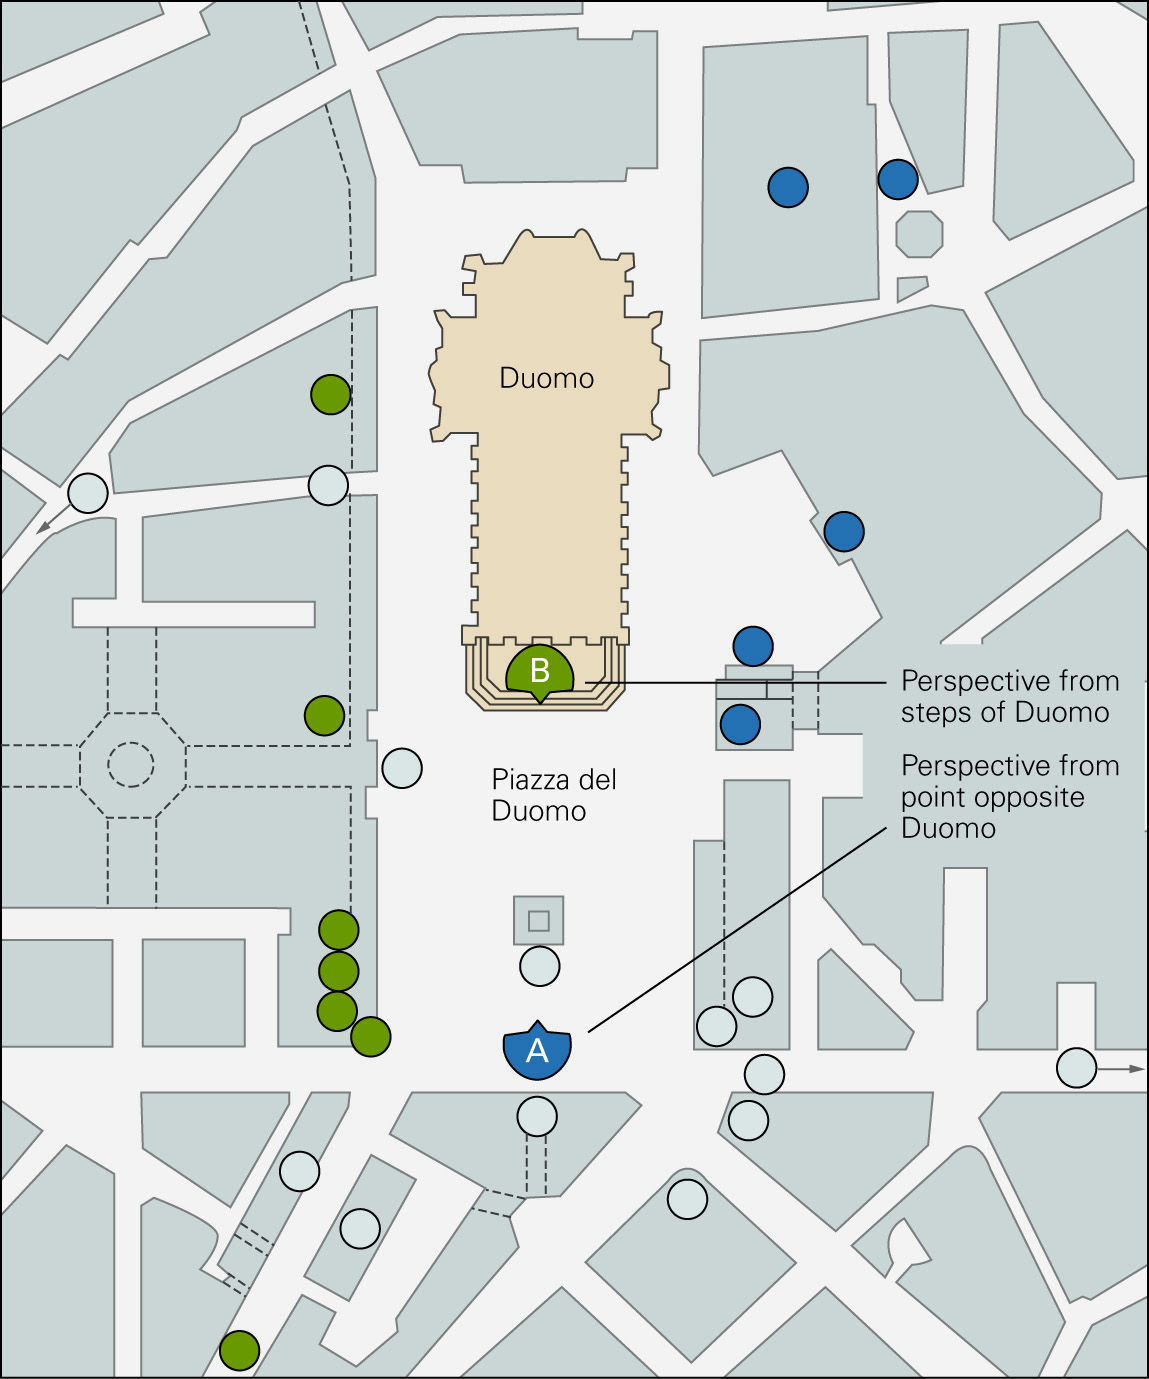 Duomo
B
Perspective from
steps of Duomo
Piazza del
Duomo
Perspective from
point opposite
Duomo
A